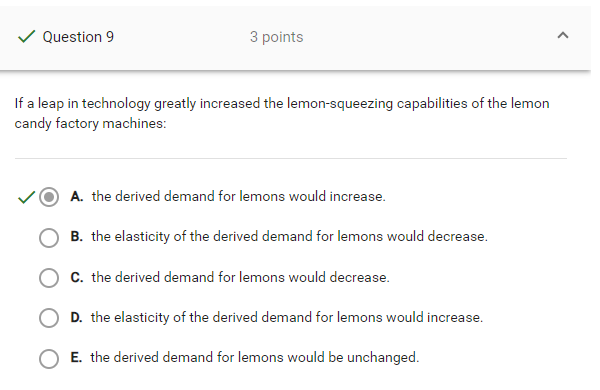 Question 9 3 points
If a leap in technology greatly increased the lemon-squeezing capabilities of the lemon
candy factory machines:
A. the derived demand for lemons would increase.
B. the elasticity of the derived demand for lemons would decrease.
C. the derived demand for lemons would decrease.
D. the elasticity of the derived demand for lemons would increase.
E. the derived demand for lemons would be unchanged.